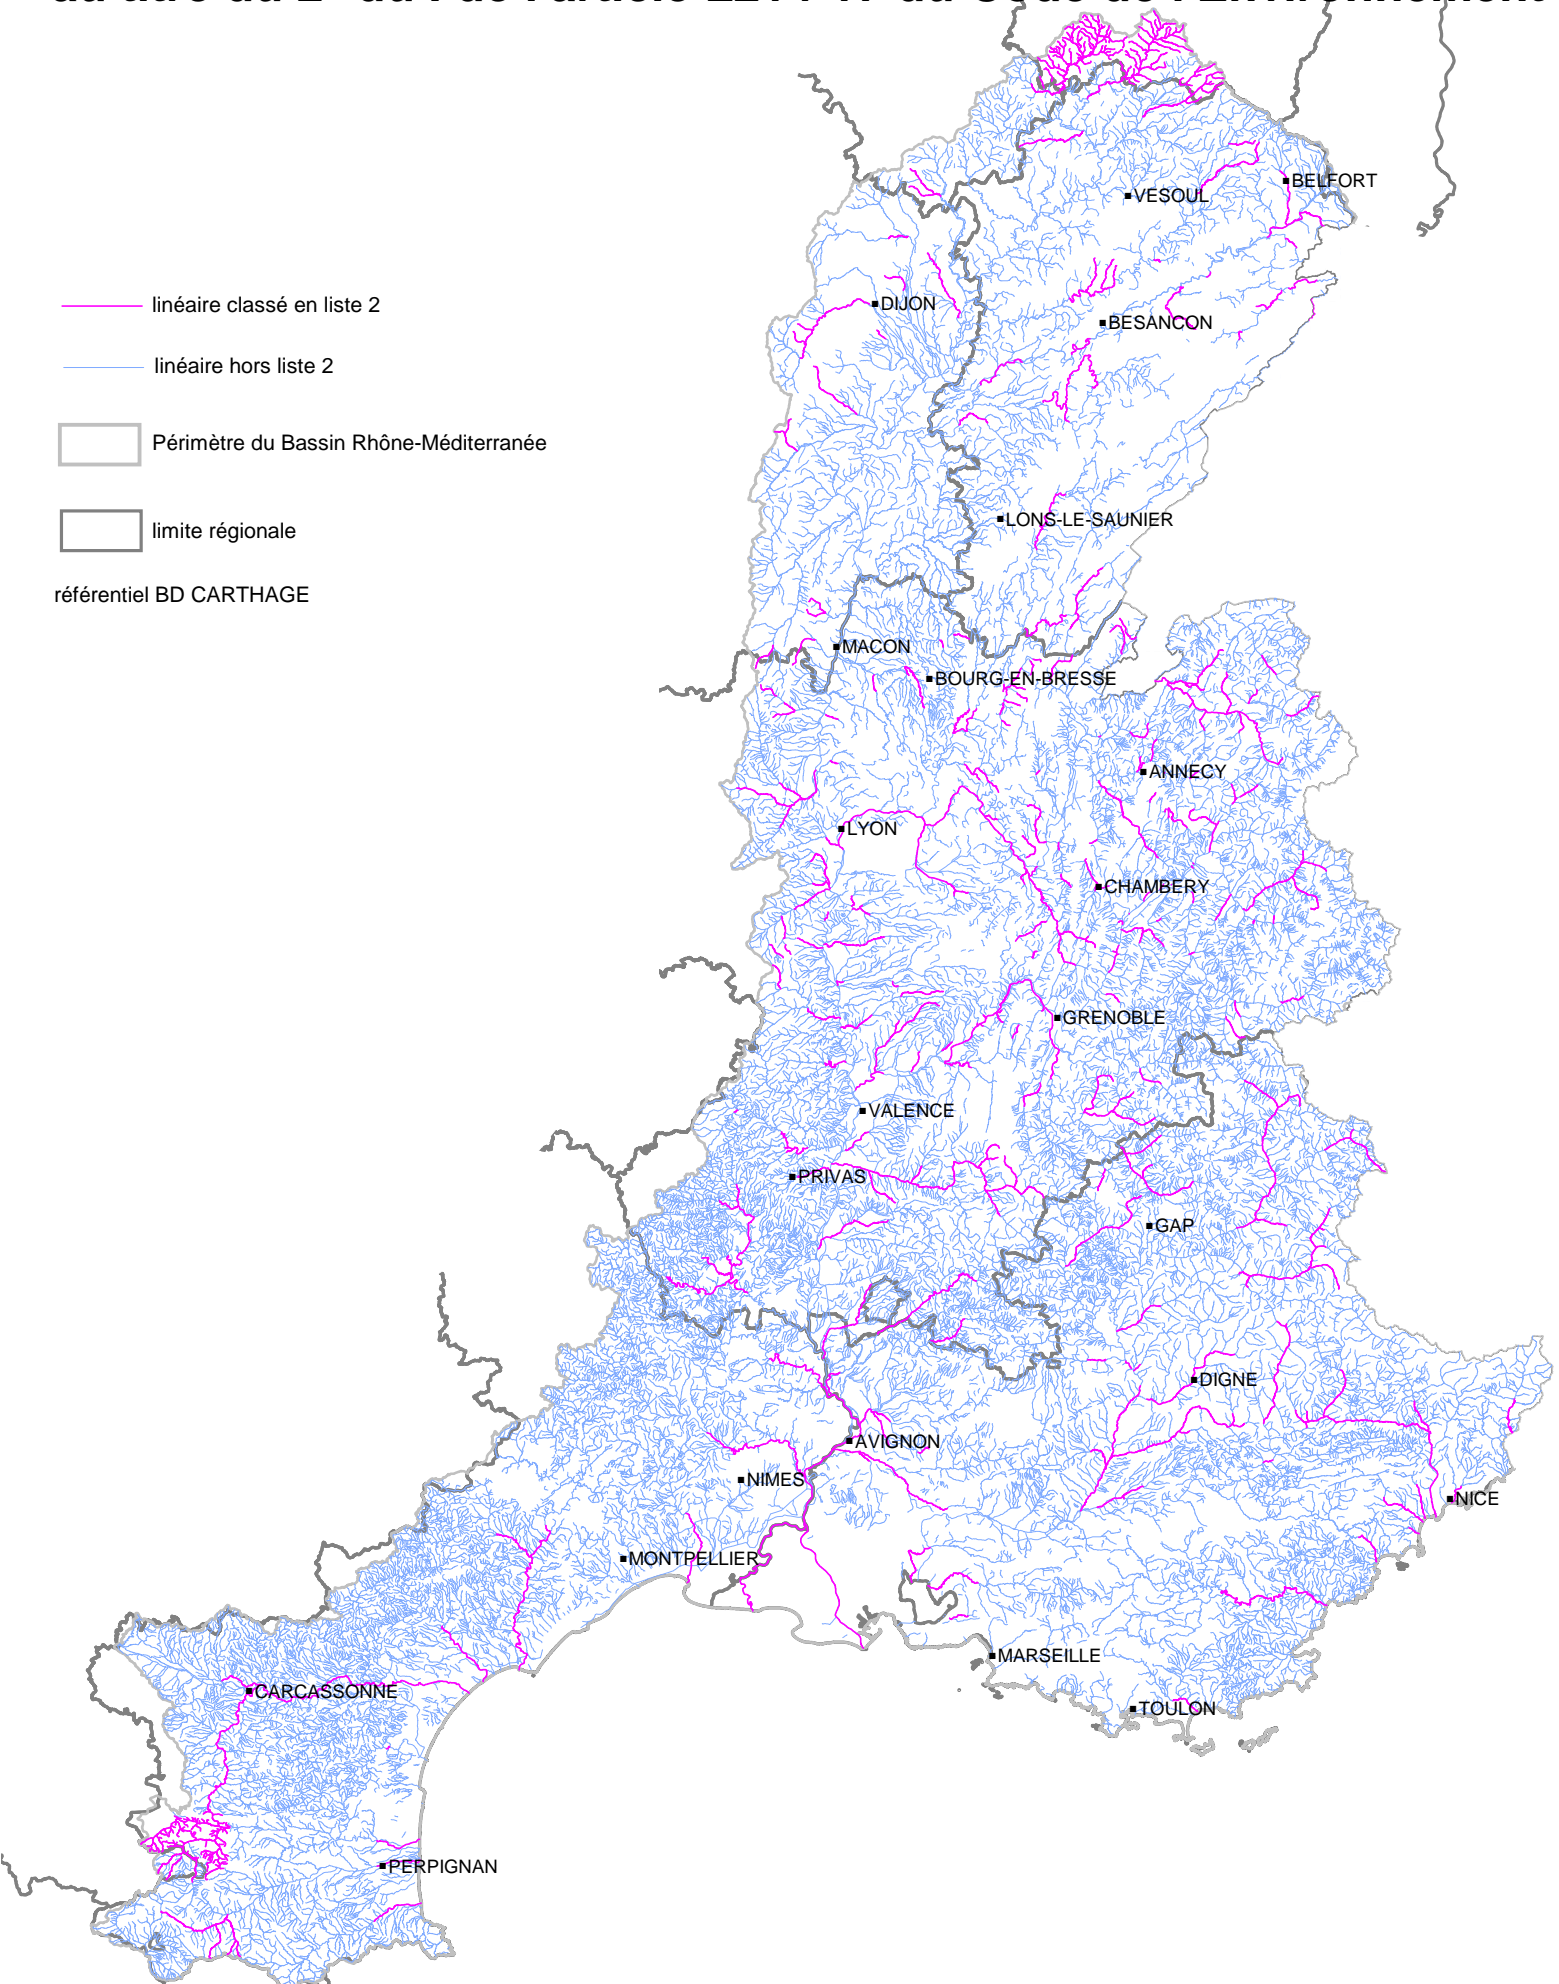 linéaire classé en liste 2
linéaire hors liste 2
Périmètre du Bassin Rhône-Méditerranée
limite régionale
référentiel BD CARTHAGE
BELFORT
VESOUL
DIJON
BESANCON
LONS-LE-SAUNIER
MACON
BOURG-EN-BRESSE
ANNECY
LYON
CHAMBERY
GRENOBLE
VALENCE
PRIVAS
GAP
DIGNE
AVIGNON
NIMES
NICE
MONTPELLIER
MARSEILLE
CARCASSONNE
TOULON
PERPIGNAN